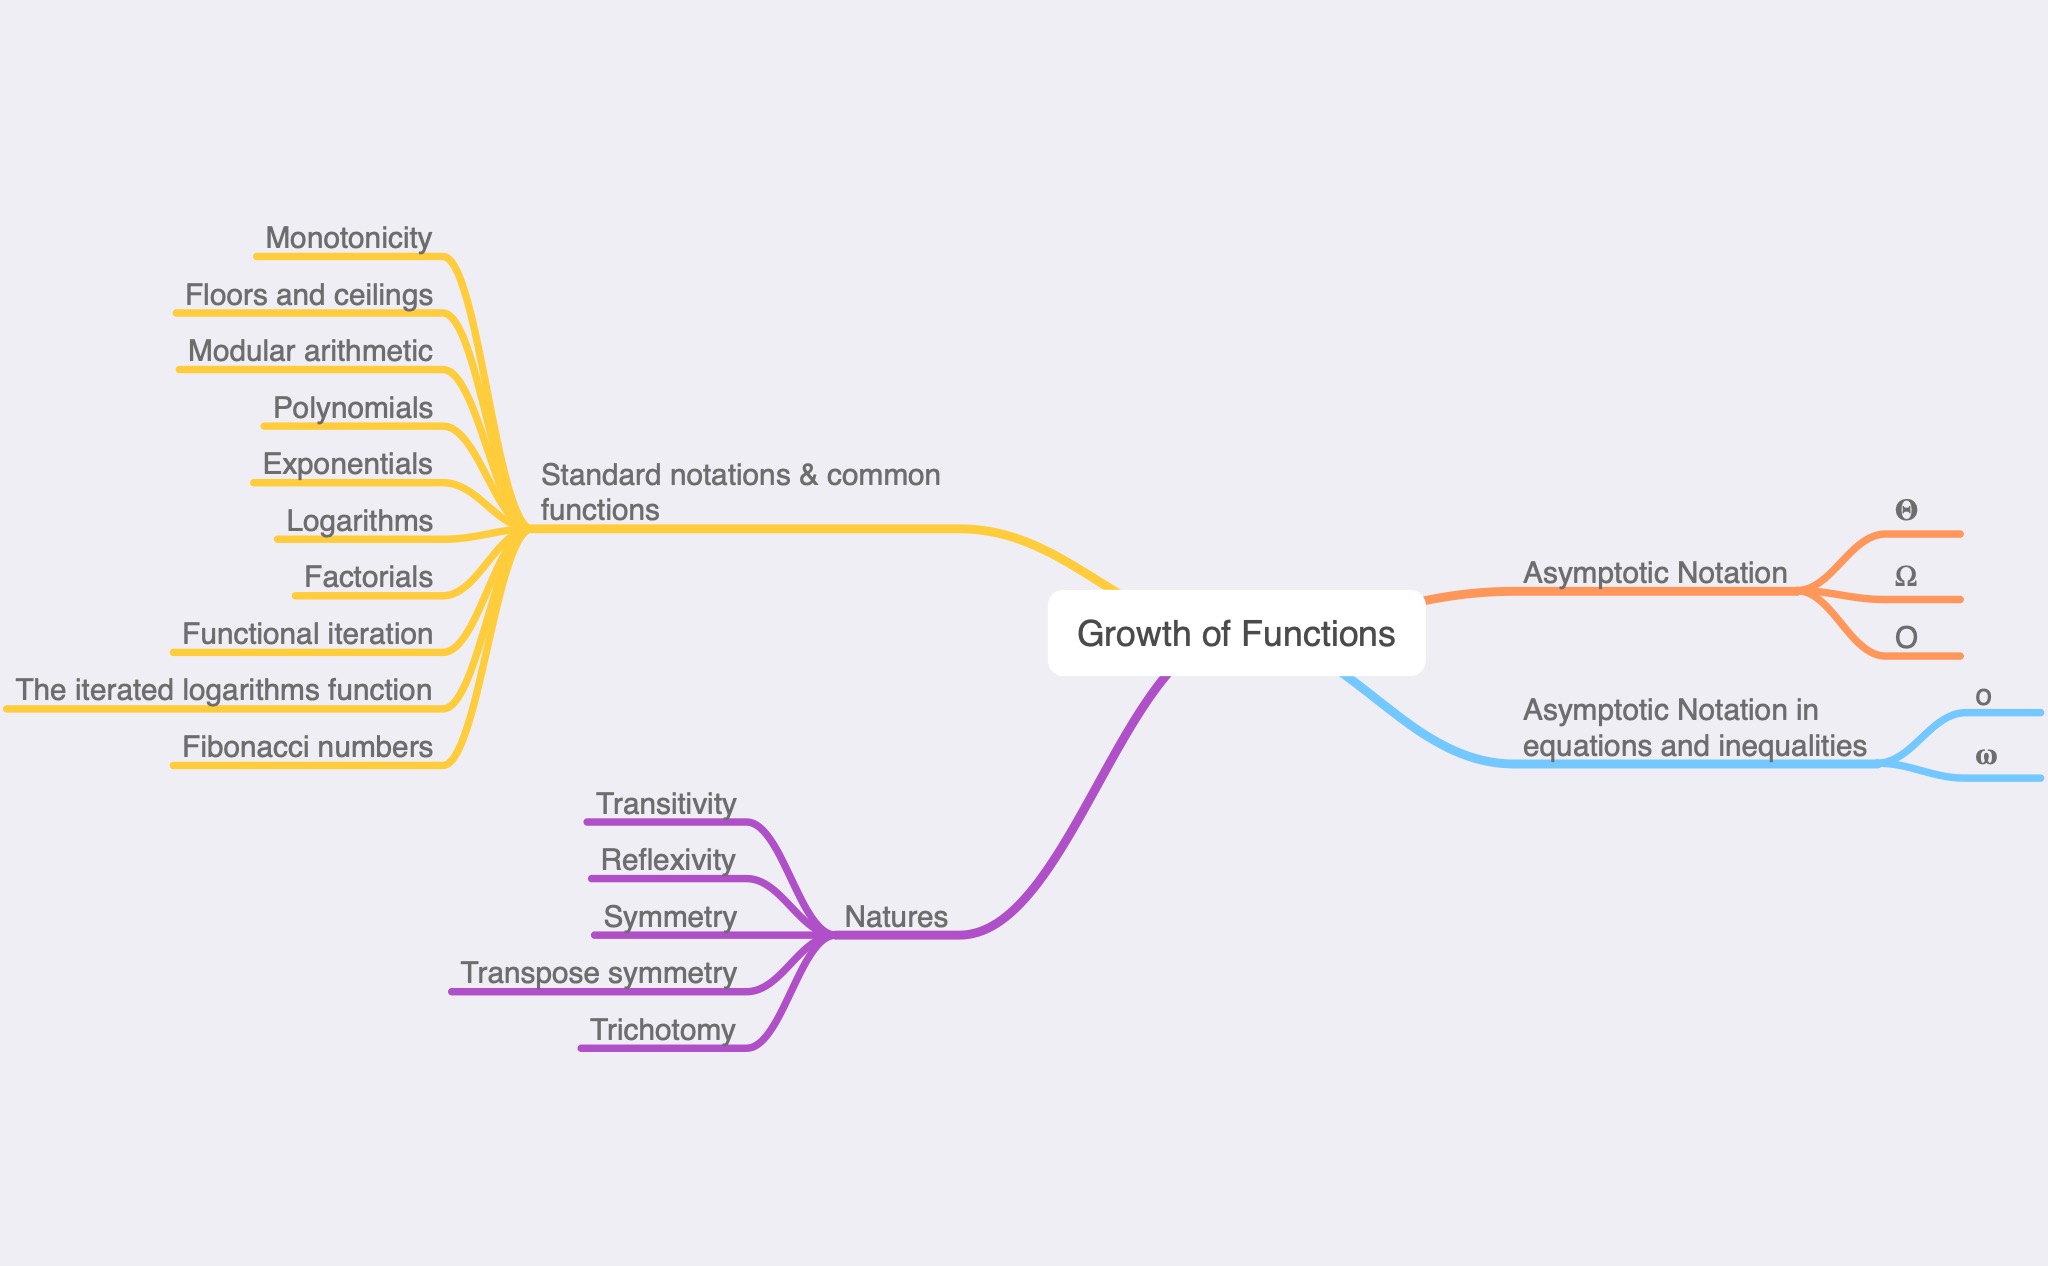 Growth of Functions
Asymptotic Notation
Θ
Ω
O
Asymptotic Notation in
equations and inequalities
o
ω
Standard notations & common
functions
Monotonicity
Floors and ceilings
Modular arithmetic
Polynomials
Exponentials
Logarithms
Factorials
Functional iteration
The iterated logarithms function
Fibonacci numbers
Natures
Transitivity
Reflexivity
Symmetry
Transpose symmetry
Trichotomy